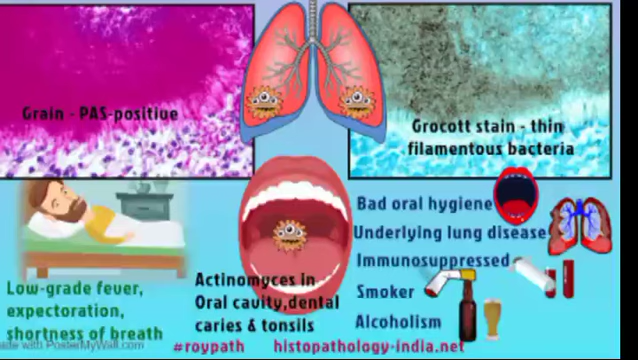 Grain - PAS-positive
Grocott stain - thin
filamentous bacteria
Bad oral hygiene
Underlying lung disease
Immunosuppressed
Smoker
Alcoholism
Low-grade fever,
expectoration,
shortness of breath
Actinomyces in
Oral cavity,dental
caries & tonsils
#roypath
histopathology-india.net
ade with PosterMyWall.com